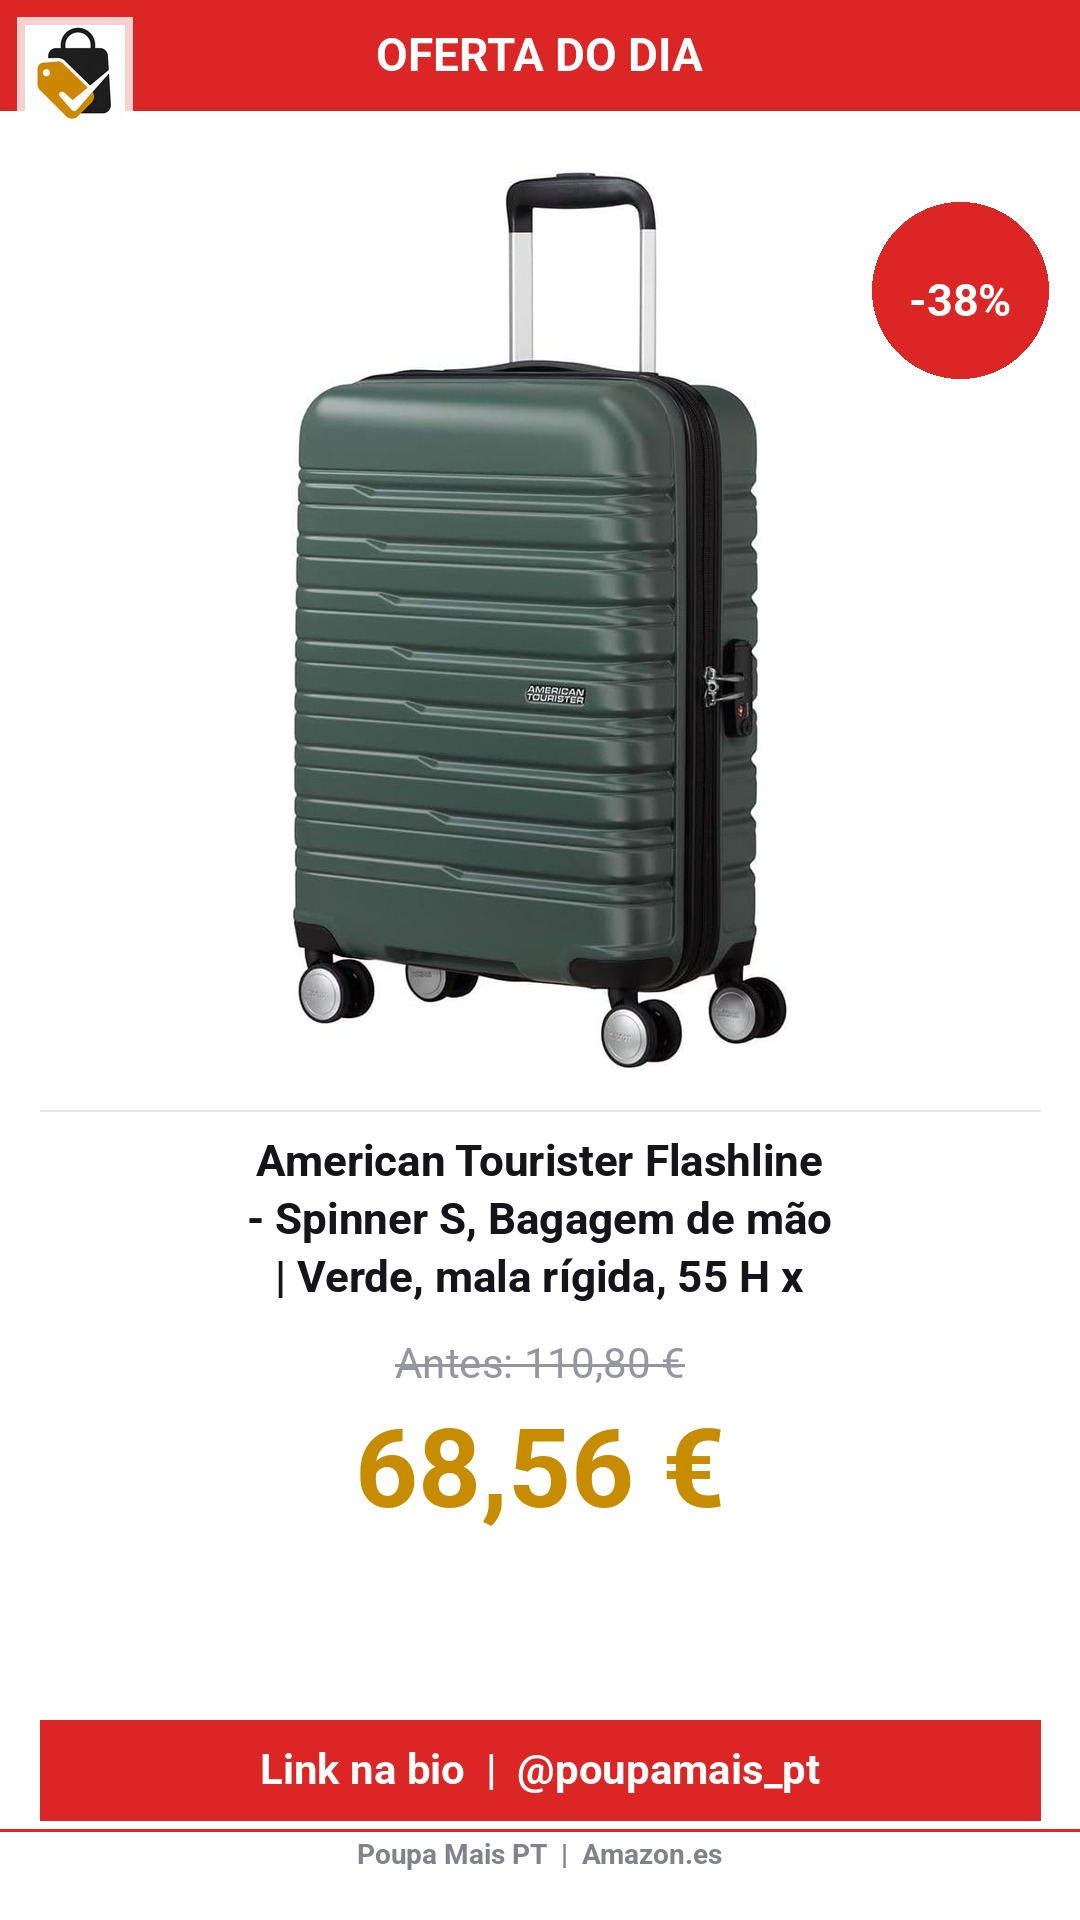 OFERTA DO DIA
-38%
AMERICAN
TOURISTER
American Tourister Flashline
- Spinner S, Bagagem de mão
| Verde, mala rígida, 55 H x
Antes: 110,80 €
68,56 €
Link na bio | @poupamais_pt
Poupa Mais PT | Amazon.es